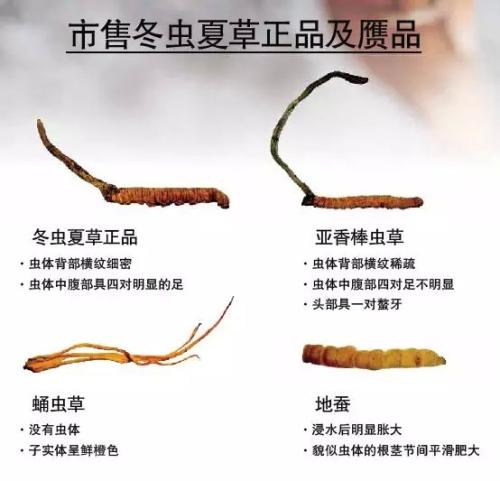 市售冬虫夏草正品及赝品
冬虫夏草正品
·虫体背部横纹细密
·虫体中腹部具四对明显的足
亚香棒虫草
·虫体背部横纹稀疏
·虫体中腹部四对足不明显
·头部具一对螯牙
蛹虫草
·没有虫体
·子实体呈鲜橙色
地蚕
·浸水后明显胀大
·貌似虫体的根茎节间平滑肥大